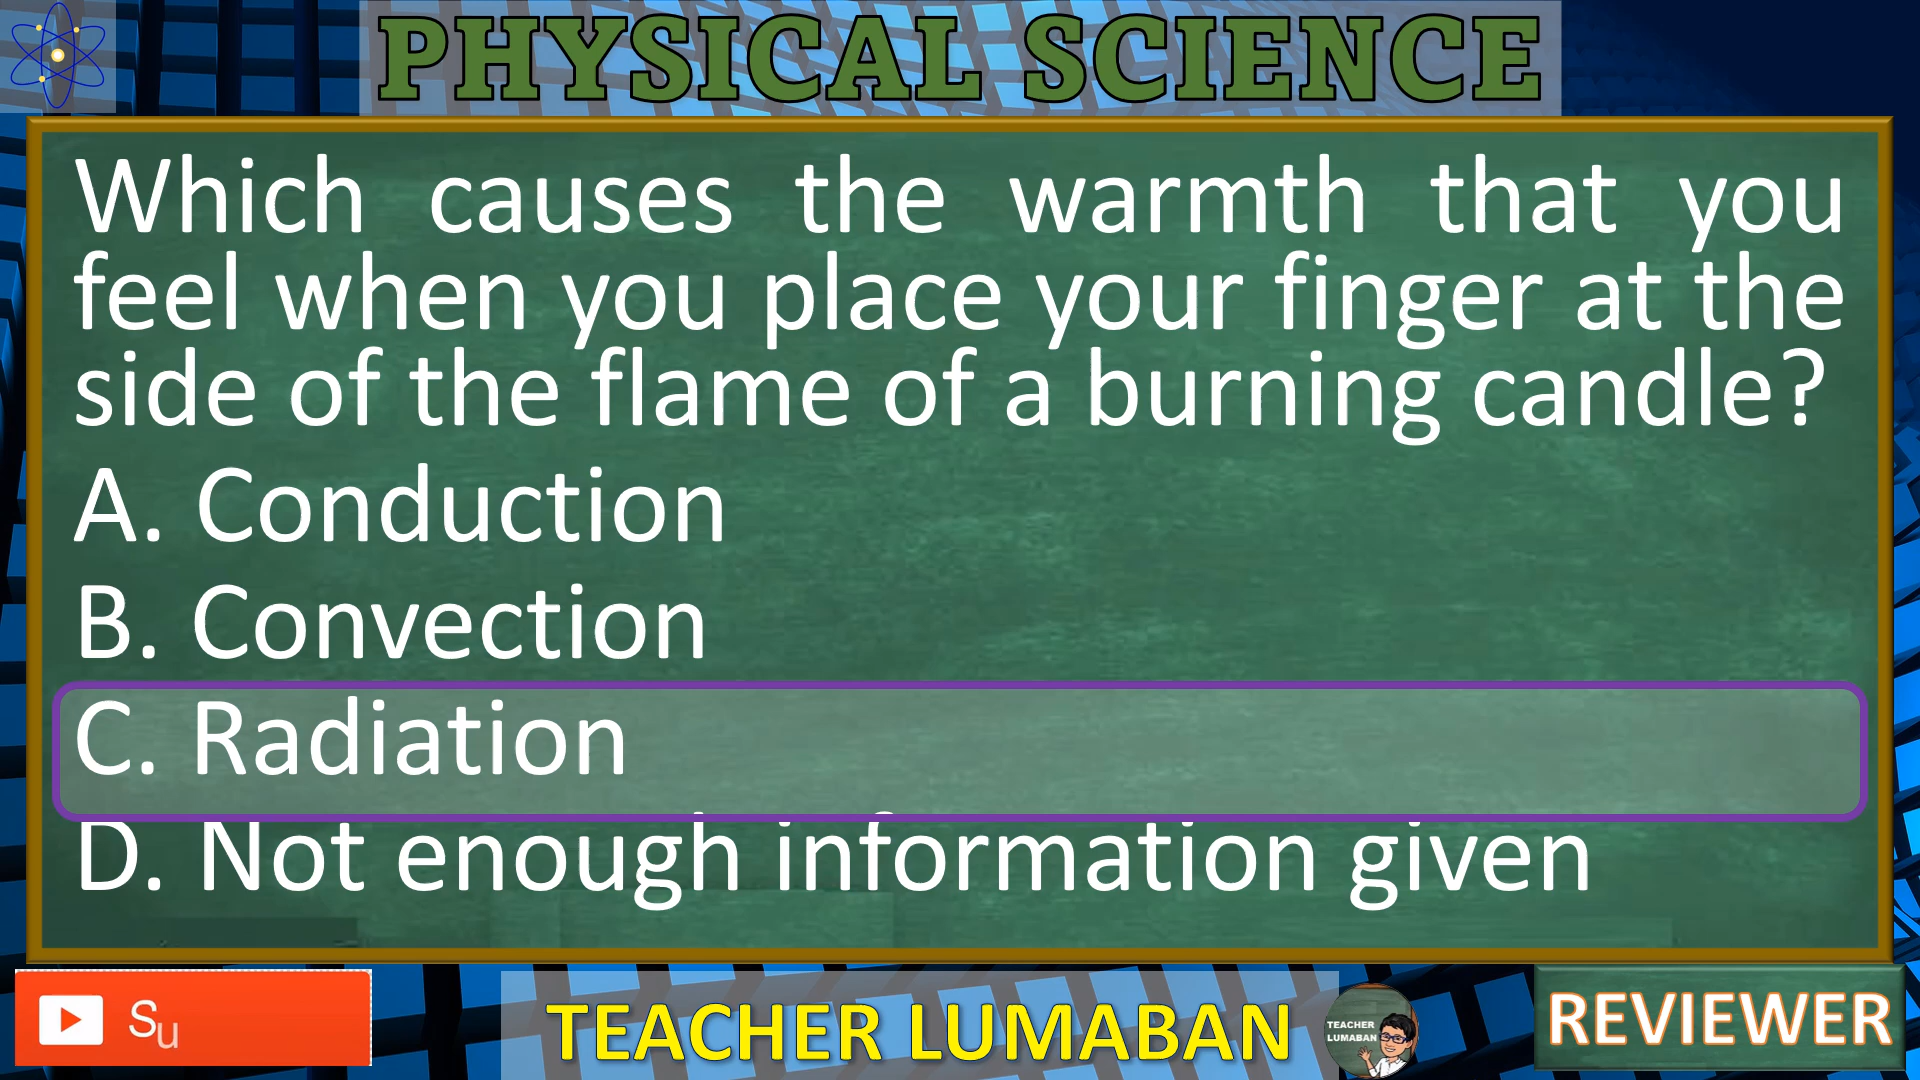 PHYSICAL SCIENCE
Which causes the warmth that you
feel when you place your finger at the
side of the flame of a burning candle?
A. Conduction
B. Convection
C. Radiation
D. Not enough information given
Su
TEACHER LUMABAN
TEACHER
LUMABAN
REVIEWER